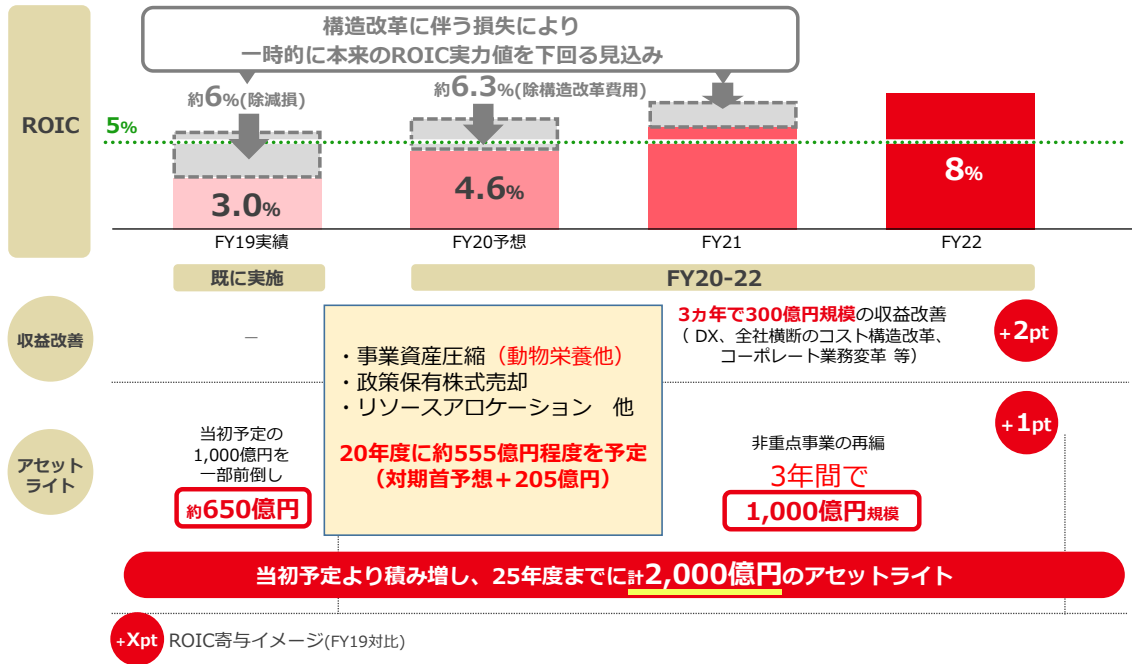 構造改革に伴う損失により
一時的に本来のROIC実力値を下回る見込み
ROIC
5%
約6%(除減損)
約6.3%(除構造改革費用)
3.0%
4.6%
8%
FY19実績
FY20予想
FY21
FY22
既に実施
FY20-22
収益改善
–
3ヵ年で300億円規模の収益改善
( DX、全社横断のコスト構造改革、
コーポレート業務変革 等)
+2pt
・事業資産圧縮(動物栄養他)
・政策保有株式売却
・リソースアロケーション 他
20年度に約555億円程度を予定
(対期首予想+205億円)
アセット
ライト
当初予定の
1,000億円を
一部前倒し
約650億円
+1pt
非重点事業の再編
3年間で
1,000億円規模
当初予定より積み増し、25年度までに計2,000億円のアセットライト
+Xpt ROIC寄与イメージ(FY19対比)